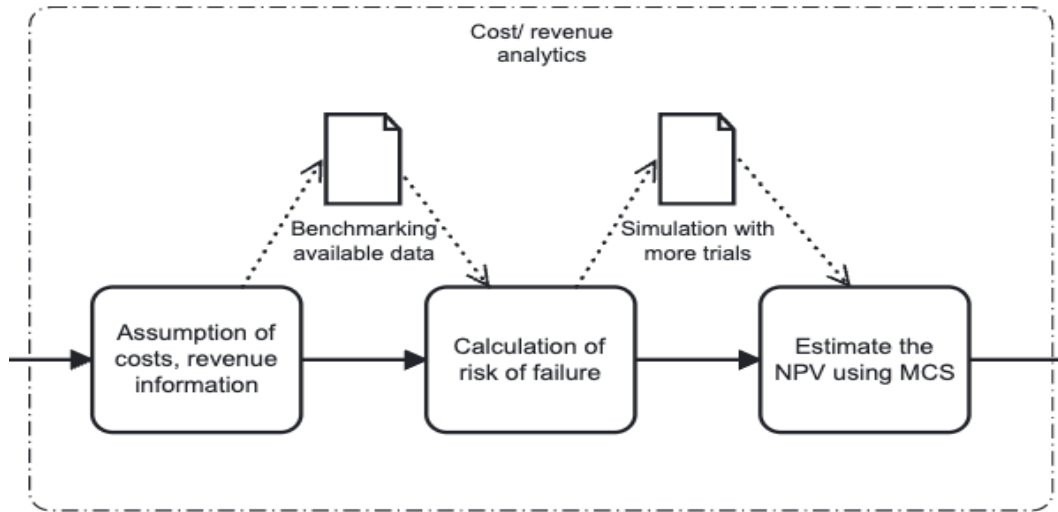 Cost/ revenue
analytics
Benchmarking
available data
Simulation with
more trials
Assumption of
costs, revenue
information
Calculation of
risk of failure
Estimate the
NPV using MCS